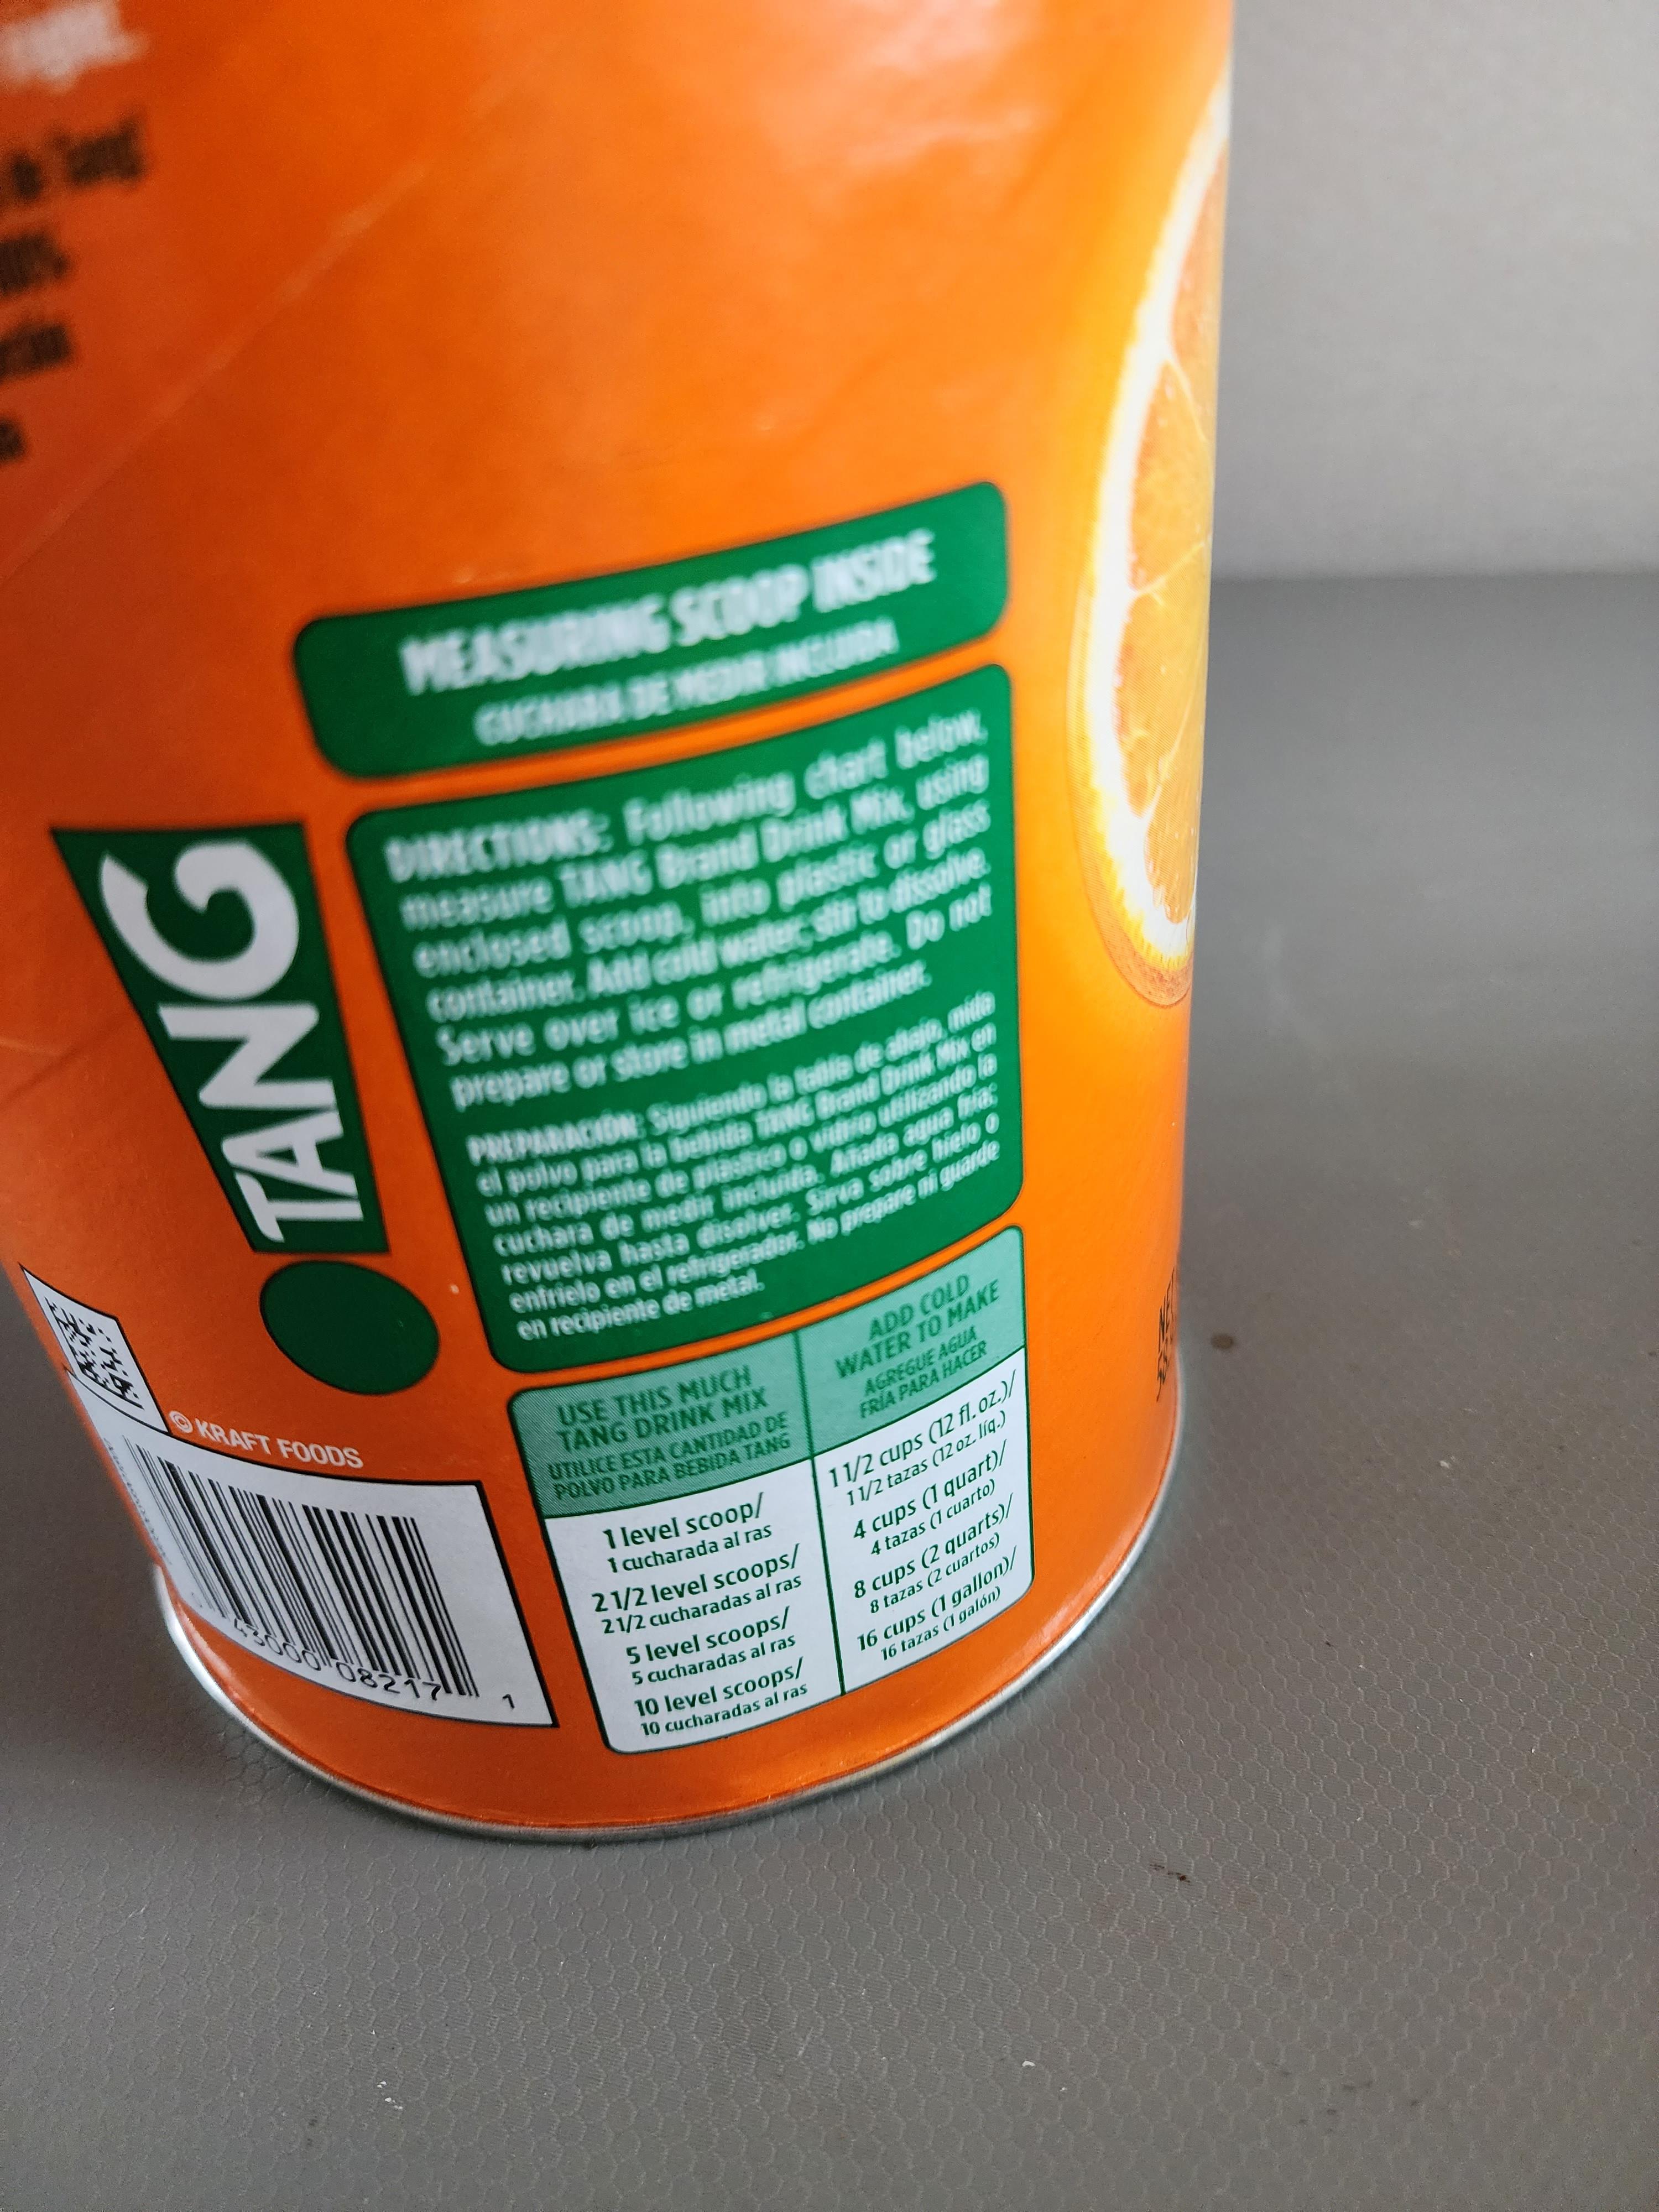 MEASURING SCOOP INSIDE
CUCHARA DE MEDIR INCLUIDA
DIRECTIONS: Following chart below,
measure TANG Brand Drink Mix, using
enclosed scoop, into plastic or glass
container. Add cold water; stir to dissolve.
Serve over ice or refrigerate. Do not
prepare or store in metal container.
PREPARACIÓN: Siguiendo la tabla de abajo, mida
el polvo para la bebida TANG Brand Drink Mix en
un recipiente de plástico o vidrio utilizando la
cuchara de medir incluida. Añada agua fría;
revuelva hasta disolver. Sirva sobre hielo o
enfríelo en el refrigerador. No prepare ni guarde
en recipiente de metal.
TANG
© KRAFT FOODS
43000 08217 1
USE THIS MUCH
TANG DRINK MIX
UTILICE ESTA CANTIDAD DE
POLVO PARA BEBIDA TANG
ADD COLD
WATER TO MAKE
AGREGUE AGUA
FRÍA PARA HACER
1 level scoop/
1 cucharada al ras
1 1/2 cups (12 fl. oz.)/
1 1/2 tazas (12 oz. líq.)
2 1/2 level scoops/
2 1/2 cucharadas al ras
4 cups (1 quart)/
4 tazas (1 cuarto)
5 level scoops/
5 cucharadas al ras
8 cups (2 quarts)/
8 tazas (2 cuartos)
10 level scoops/
10 cucharadas al ras
16 cups (1 gallon)/
16 tazas (1 galón)